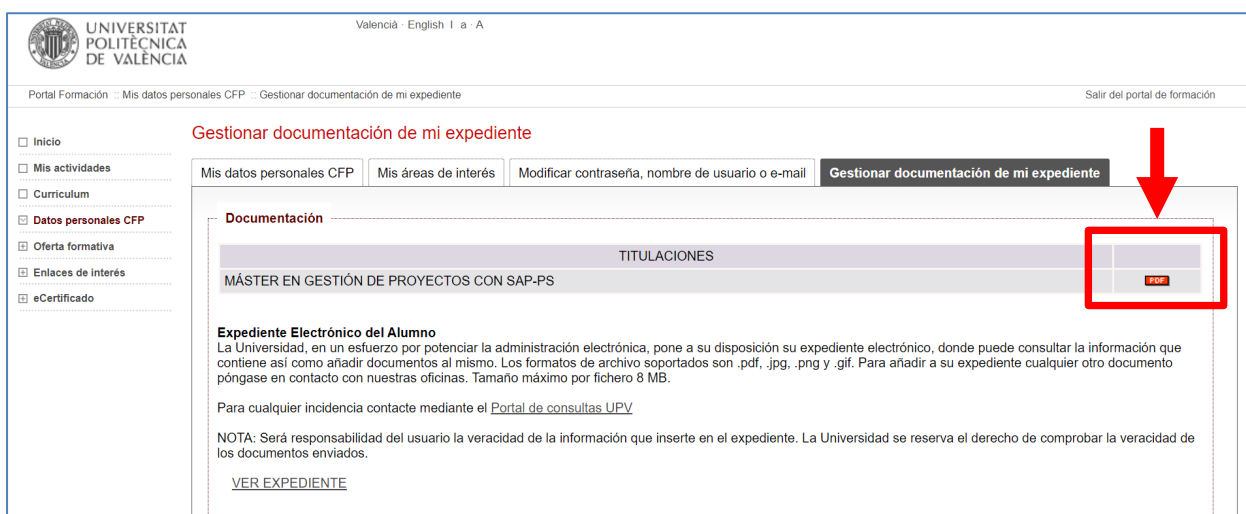 UNIVERSITAT
POLITÈCNICA
DE VALÈNCIA
Valencià · English I a · A
Portal Formación :: Mis datos personales CFP :: Gestionar documentación de mi expediente
Salir del portal de formación
Inicio
Mis actividades
Curriculum
Datos personales CFP
Oferta formativa
Enlaces de interés
eCertificado
Gestionar documentación de mi expediente
Mis datos personales CFP
Mis áreas de interés
Modificar contraseña, nombre de usuario o e-mail
Gestionar documentación de mi expediente
Documentación
TITULACIONES
MÁSTER EN GESTIÓN DE PROYECTOS CON SAP-PS
PDF
Expediente Electrónico del Alumno
La Universidad, en un esfuerzo por potenciar la administración electrónica, pone a su disposición su expediente electrónico, donde puede consultar la información que
contiene así como añadir documentos al mismo. Los formatos de archivo soportados son .pdf, .jpg, .png y .gif. Para añadir a su expediente cualquier otro documento
póngase en contacto con nuestras oficinas. Tamaño máximo por fichero 8 MB.
Para cualquier incidencia contacte mediante el Portal de consultas UPV
NOTA: Será responsabilidad del usuario la veracidad de la información que inserte en el expediente. La Universidad se reserva el derecho de comprobar la veracidad de
los documentos enviados.
VER EXPEDIENTE